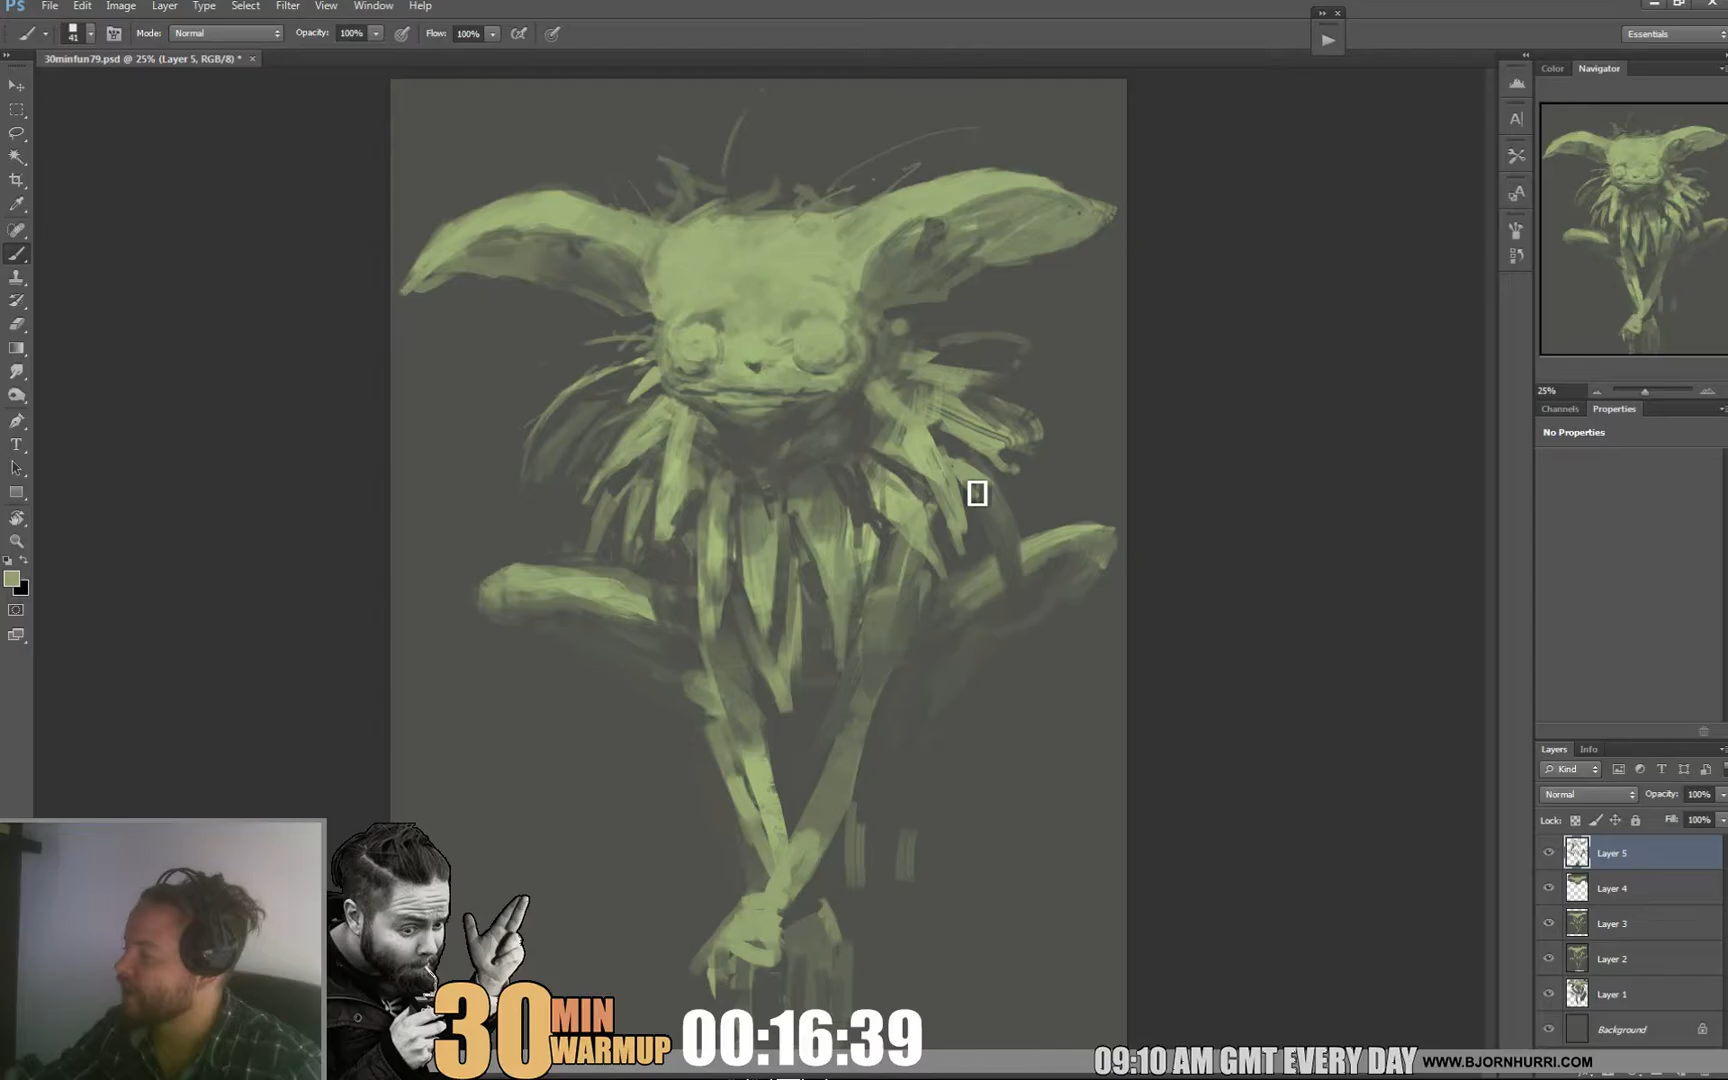 Ps File Edit Image Layer Type Select Filter View Window Help
41 Mode: Normal Opacity: 100% Flow: 100% Essentials
30minfun79.psd @ 25% (Layer 5, RGB/8) * ×
Color Navigator
25%
Channels Properties
No Properties
Layers Info
Kind
Normal Opacity: 100%
Lock: Fill: 100%
Layer 5
Layer 4
Layer 3
Layer 2
Layer 1
Background
30 MIN WARMUP
00:16:39
09:10 AM GMT EVERY DAY WWW.BJORNHURRI.COM